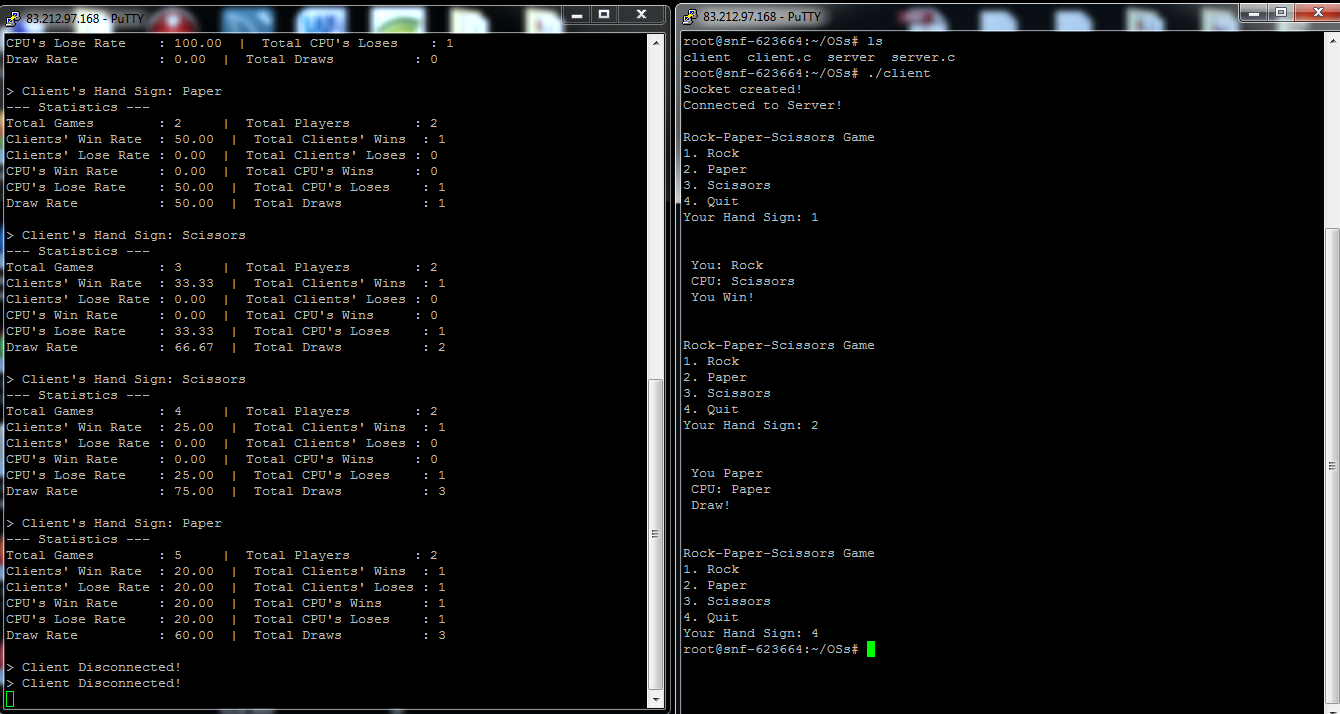 83.212.97.168 - PuTTY
CPU's Lose Rate    : 100.00  |  Total CPU's Loses    : 1
Draw Rate          : 0.00  |  Total Draws          : 0
> Client's Hand Sign: Paper
--- Statistics ---
Total Games        : 2     |  Total Players        : 2
Clients' Win Rate  : 50.00  |  Total Clients' Wins  : 1
Clients' Lose Rate : 0.00  |  Total Clients' Loses : 0
CPU's Win Rate     : 0.00  |  Total CPU's Wins     : 0
CPU's Lose Rate    : 50.00  |  Total CPU's Loses    : 1
Draw Rate          : 50.00  |  Total Draws          : 1
> Client's Hand Sign: Scissors
--- Statistics ---
Total Games        : 3     |  Total Players        : 2
Clients' Win Rate  : 33.33  |  Total Clients' Wins  : 1
Clients' Lose Rate : 0.00  |  Total Clients' Loses : 0
CPU's Win Rate     : 0.00  |  Total CPU's Wins     : 0
CPU's Lose Rate    : 33.33  |  Total CPU's Loses    : 1
Draw Rate          : 66.67  |  Total Draws          : 2
> Client's Hand Sign: Scissors
--- Statistics ---
Total Games        : 4     |  Total Players        : 2
Clients' Win Rate  : 25.00  |  Total Clients' Wins  : 1
Clients' Lose Rate : 0.00  |  Total Clients' Loses : 0
CPU's Win Rate     : 0.00  |  Total CPU's Wins     : 0
CPU's Lose Rate    : 25.00  |  Total CPU's Loses    : 1
Draw Rate          : 75.00  |  Total Draws          : 3
> Client's Hand Sign: Paper
--- Statistics ---
Total Games        : 5     |  Total Players        : 2
Clients' Win Rate  : 20.00  |  Total Clients' Wins  : 1
Clients' Lose Rate : 20.00  |  Total Clients' Loses : 1
CPU's Win Rate     : 20.00  |  Total CPU's Wins     : 1
CPU's Lose Rate    : 20.00  |  Total CPU's Loses    : 1
Draw Rate          : 60.00  |  Total Draws          : 3
> Client Disconnected!
> Client Disconnected!
83.212.97.168 - PuTTY
root@snf-623664:~/OSs# ls
client  client.c  server  server.c
root@snf-623664:~/OSs# ./client
Socket created!
Connected to Server!
Rock-Paper-Scissors Game
1. Rock
2. Paper
3. Scissors
4. Quit
Your Hand Sign: 1
You: Rock
CPU: Scissors
You Win!
Rock-Paper-Scissors Game
1. Rock
2. Paper
3. Scissors
4. Quit
Your Hand Sign: 2
You Paper
CPU: Paper
Draw!
Rock-Paper-Scissors Game
1. Rock
2. Paper
3. Scissors
4. Quit
Your Hand Sign: 4
root@snf-623664:~/OSs#